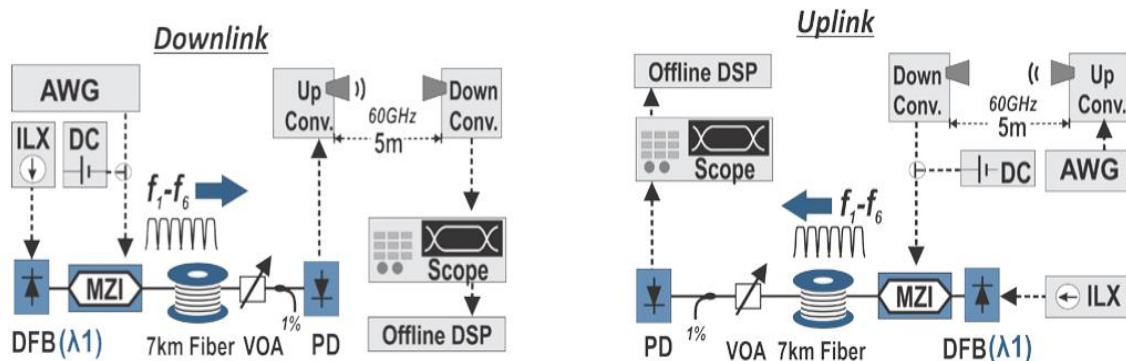 Downlink
AWG
ILX
DC
f1-f6
MZI
DFB (λ1)
7km Fiber
VOA
1%
PD
Up
Conv.
60GHz
5m
Down
Conv.
Scope
Offline DSP
Uplink
Offline DSP
Scope
Down
Conv.
60GHz
5m
Up
Conv.
DC
AWG
f1-f6
MZI
ILX
PD
1%
VOA
7km Fiber
DFB(λ1)